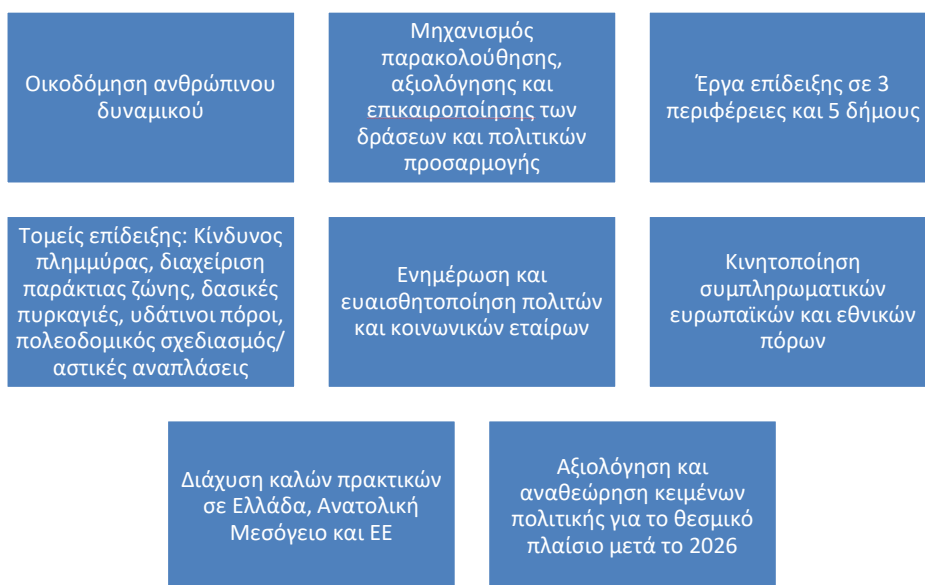 Οικοδόμηση ανθρώπινου
δυναμικού
Μηχανισμός
παρακολούθησης,
αξιολόγησης και
επικαιροποίησης των
δράσεων και πολιτικών
προσαρμογής
Έργα επίδειξης σε 3
περιφέρειες και 5 δήμους
Τομείς επίδειξης: Κίνδυνος
πλημμύρας, διαχείριση
παράκτιας ζώνης, δασικές
πυρκαγιές, υδάτινοι πόροι,
πολεοδομικός σχεδιασμός/
αστικές αναπλάσεις
Ενημέρωση και
ευαισθητοποίηση πολιτών
και κοινωνικών εταίρων
Κινητοποίηση
συμπληρωματικών
ευρωπαϊκών και εθνικών
πόρων
Διάχυση καλών πρακτικών
σε Ελλάδα, Ανατολική
Μεσόγειο και ΕΕ
Αξιολόγηση και
αναθεώρηση κειμένων
πολιτικής για το θεσμικό
πλαίσιο μετά το 2026